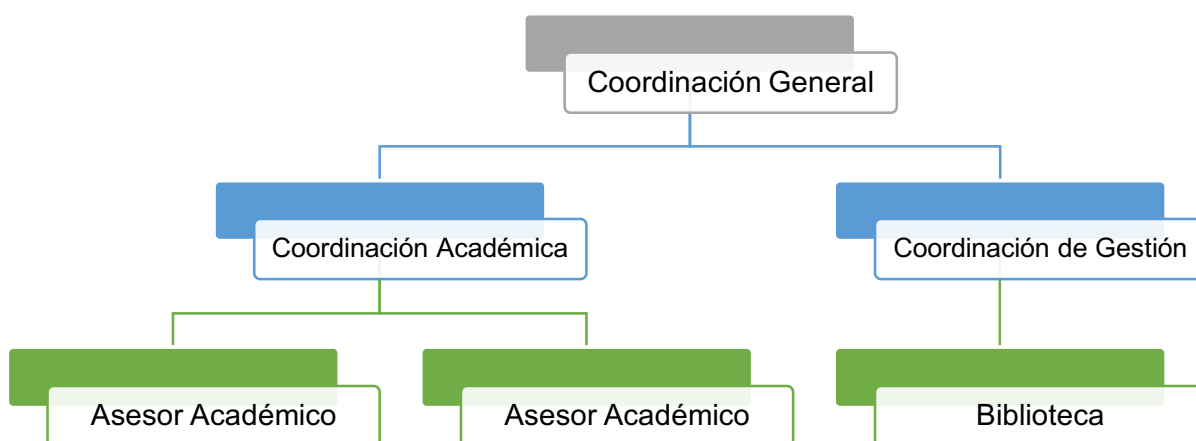 Coordinación General
Coordinación Académica
Coordinación de Gestión
Asesor Académico
Asesor Académico
Biblioteca